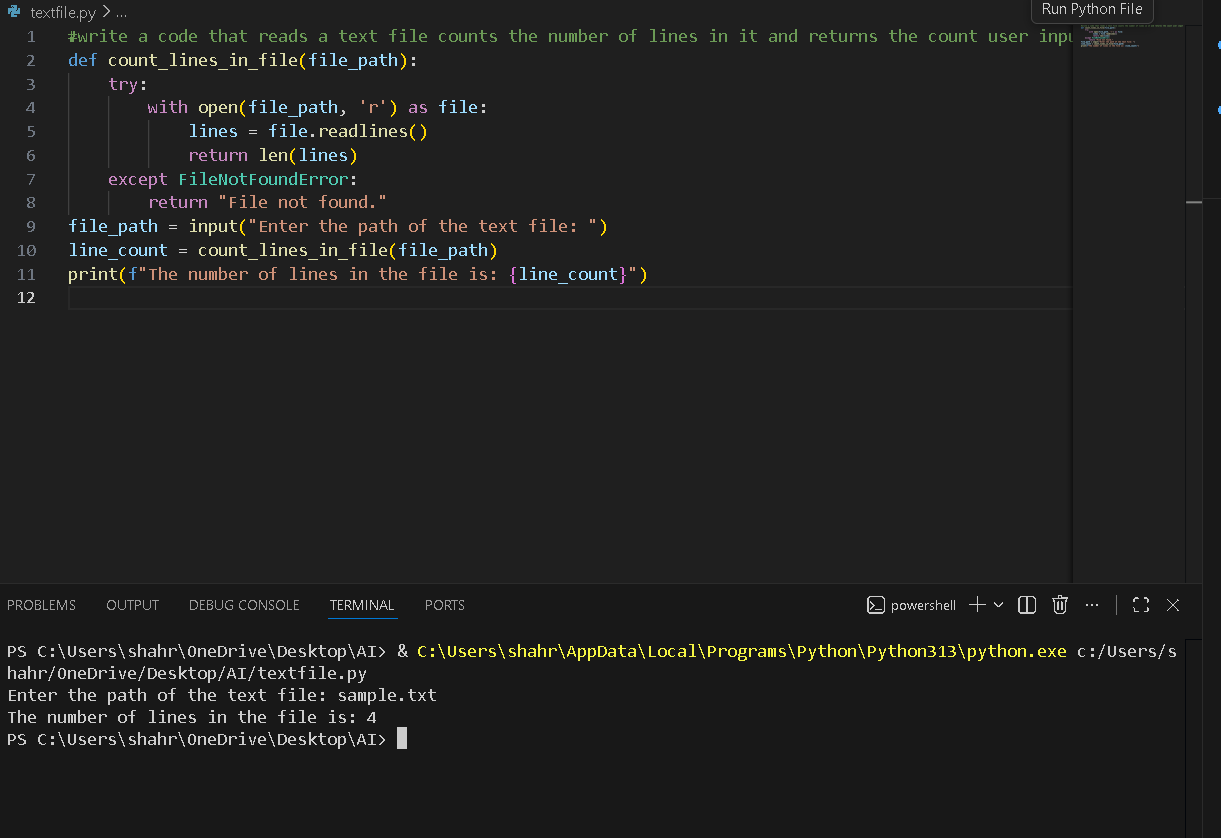 textfile.py > ...
Run Python File
1 #write a code that reads a text file counts the number of lines in it and returns the count user inpu
2 def count_lines_in_file(file_path):
3     try:
4         with open(file_path, 'r') as file:
5             lines = file.readlines()
6             return len(lines)
7     except FileNotFoundError:
8         return "File not found."
9 file_path = input("Enter the path of the text file: ")
10 line_count = count_lines_in_file(file_path)
11 print(f"The number of lines in the file is: {line_count}")
12
PROBLEMS OUTPUT DEBUG CONSOLE TERMINAL PORTS powershell
PS C:\Users\shahr\OneDrive\Desktop\AI> & C:\Users\shahr\AppData\Local\Programs\Python\Python313\python.exe c:/Users/s
hahr/OneDrive/Desktop/AI/textfile.py
Enter the path of the text file: sample.txt
The number of lines in the file is: 4
PS C:\Users\shahr\OneDrive\Desktop\AI>